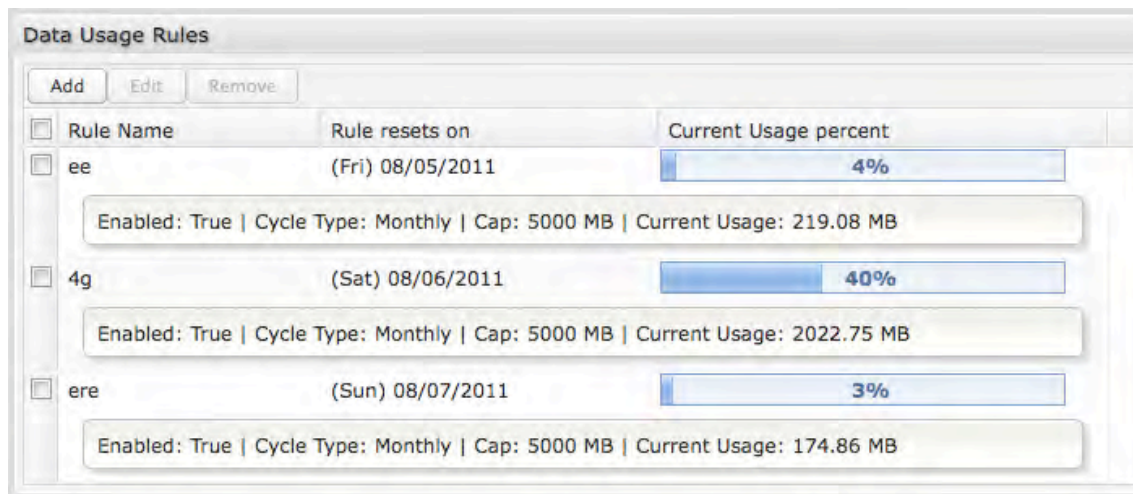 Data Usage Rules
Add Edit Remove
Rule Name Rule resets on Current Usage percent
ee (Fri) 08/05/2011 4%
Enabled: True | Cycle Type: Monthly | Cap: 5000 MB | Current Usage: 219.08 MB
4g (Sat) 08/06/2011 40%
Enabled: True | Cycle Type: Monthly | Cap: 5000 MB | Current Usage: 2022.75 MB
ere (Sun) 08/07/2011 3%
Enabled: True | Cycle Type: Monthly | Cap: 5000 MB | Current Usage: 174.86 MB